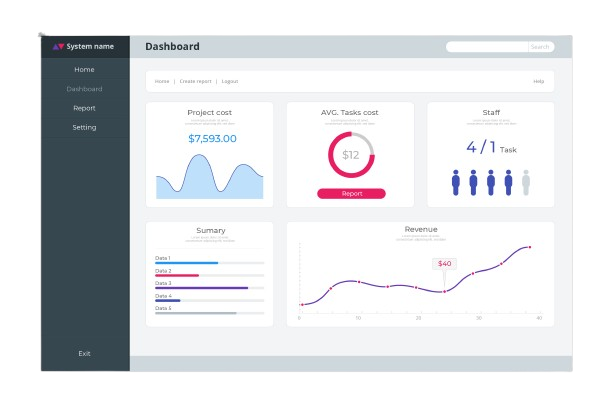 System name
Dashboard
Search
Home
Dashboard
Report
Setting
Exit
Home | Create report | Logout
Help
Project cost
$7,593.00
AVG. Tasks cost
$12
Report
Staff
4 / 1 Task
Sumary
Data 1
Data 2
Data 3
Data 4
Data 5
Revenue
$40
0 10 20 30 40